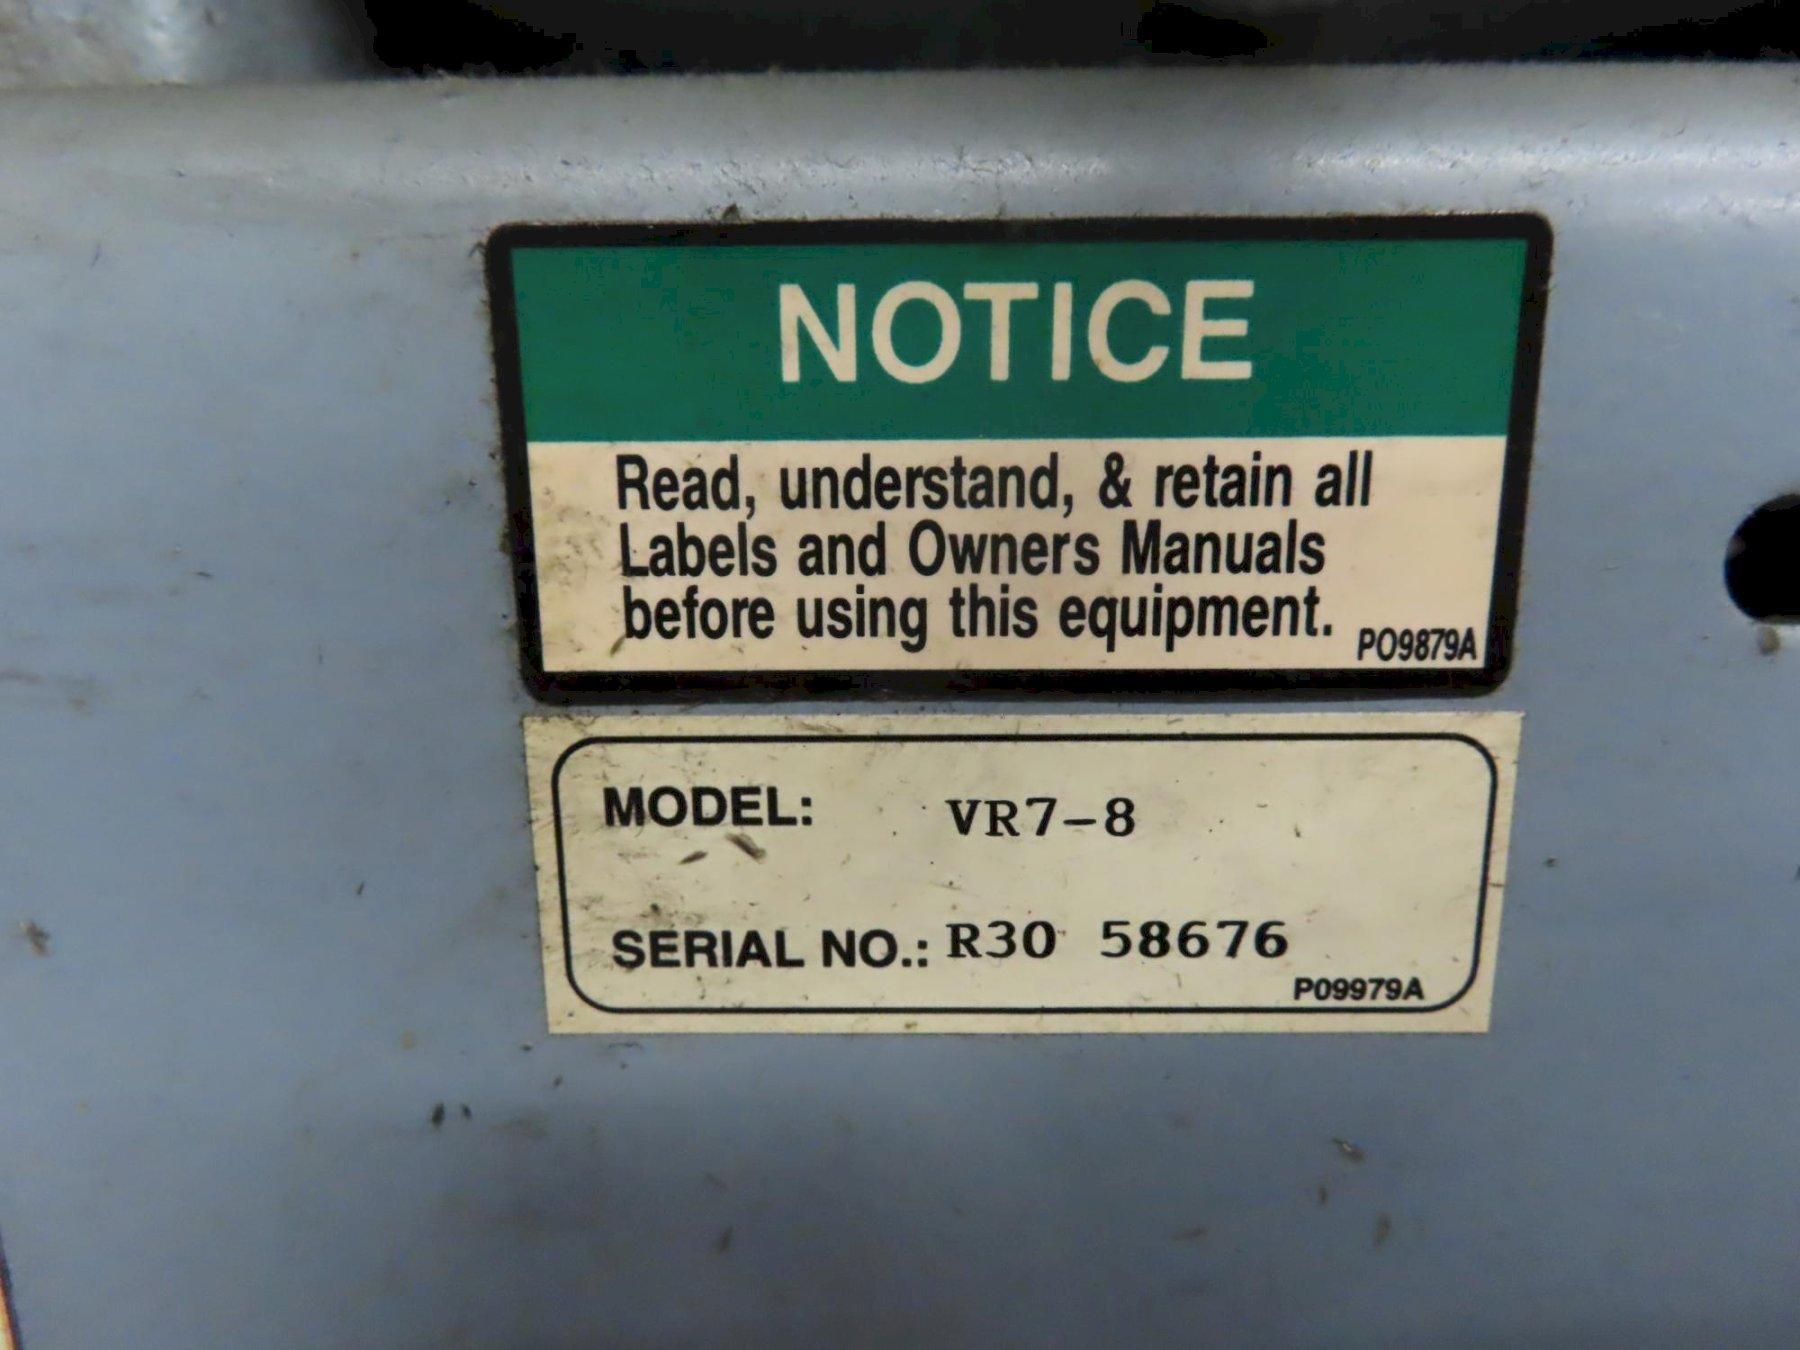 NOTICE
Read, understand, & retain all
Labels and Owners Manuals
before using this equipment.
PO9879A
MODEL: VR7-8
SERIAL NO.: R30 58676
P09979A